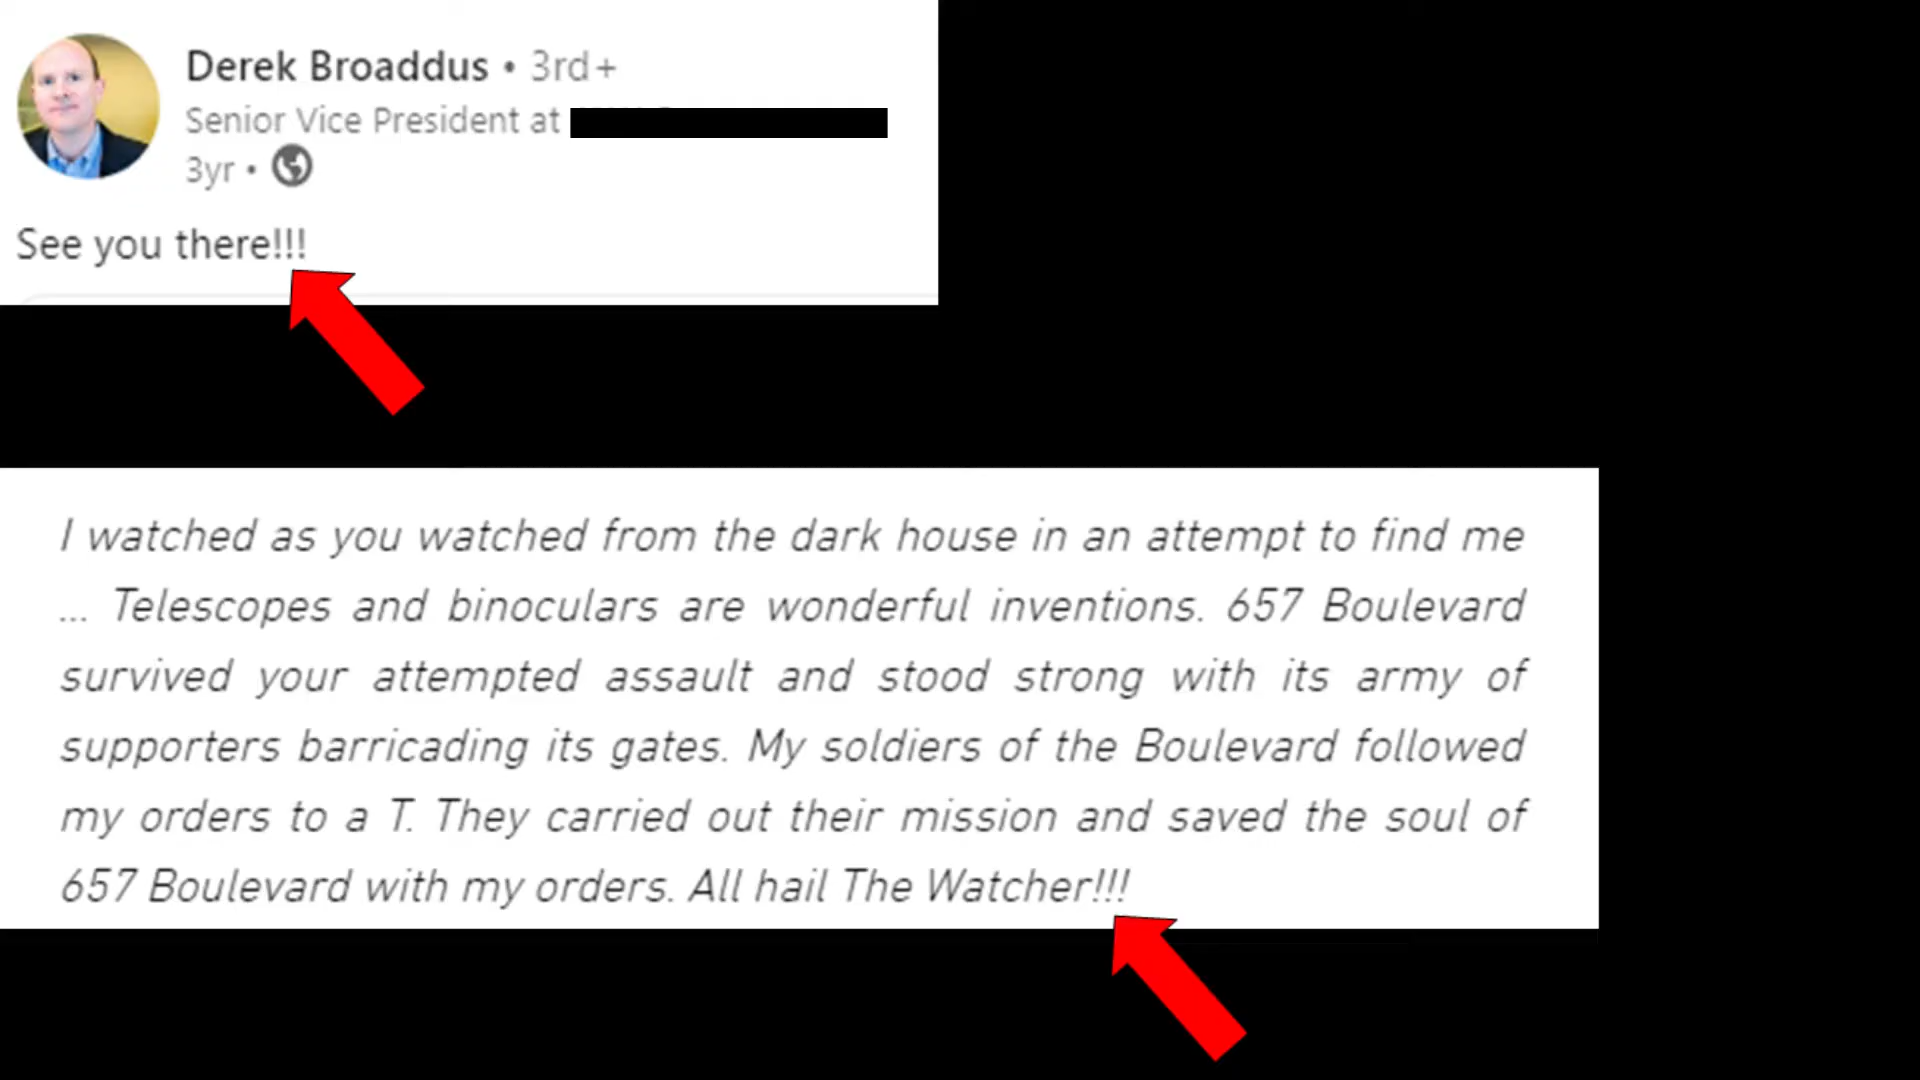 Derek Broaddus • 3rd+
Senior Vice President at
3yr •
See you there!!!
I watched as you watched from the dark house in an attempt to find me
... Telescopes and binoculars are wonderful inventions. 657 Boulevard
survived your attempted assault and stood strong with its army of
supporters barricading its gates. My soldiers of the Boulevard followed
my orders to a T. They carried out their mission and saved the soul of
657 Boulevard with my orders. All hail The Watcher!!!